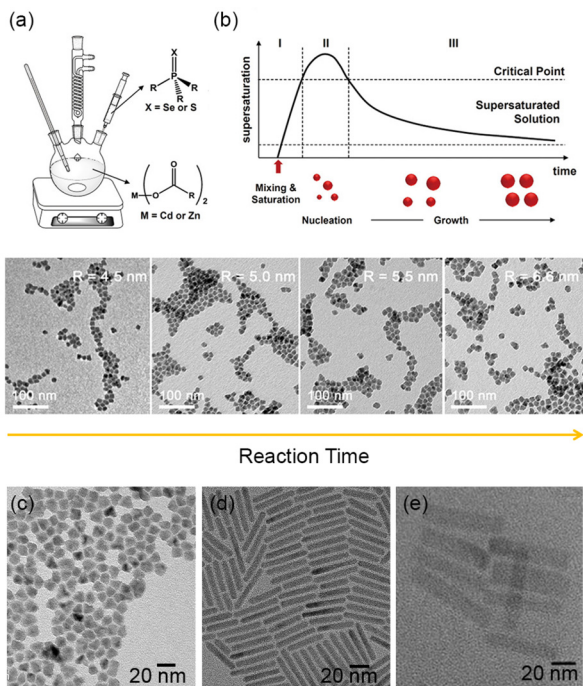 (a)
X
P
R
R
R
X = Se or S
O
M
O
R
2
M = Cd or Zn
(b)
I II III
supersaturation
Critical Point
Supersaturated
Solution
time
Mixing &
Saturation
Nucleation
Growth
R = 4.5 nm
R = 5.0 nm
R = 5.5 nm
R = 6.6 nm
100 nm
100 nm
100 nm
100 nm
Reaction Time
(c)
(d)
(e)
20 nm
20 nm
20 nm